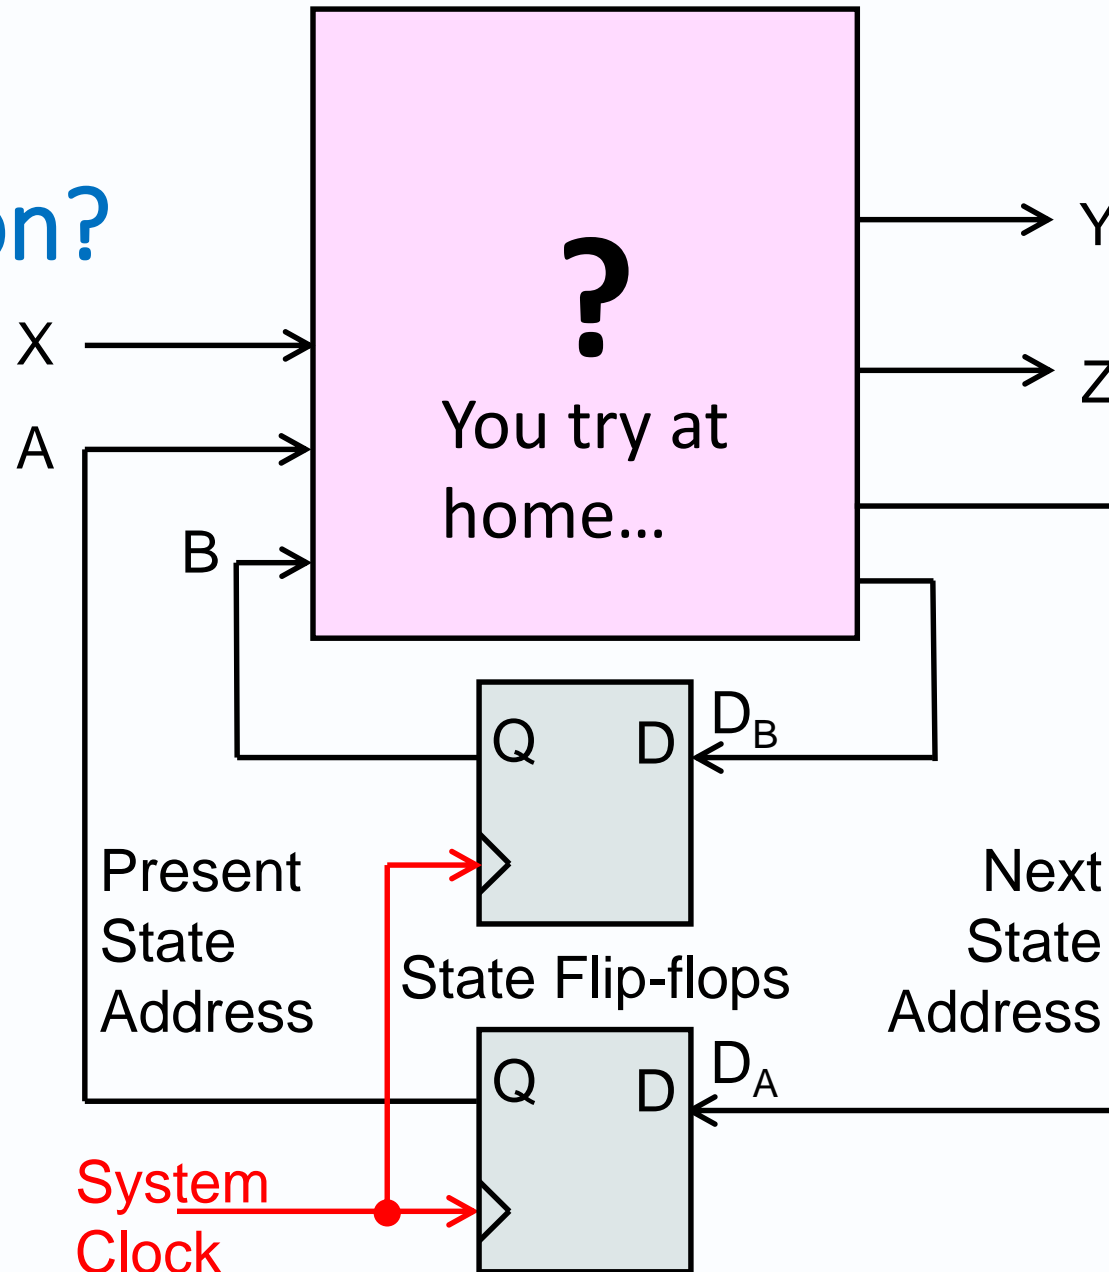 on?
?
You try at
home...
X
A
B
Y
Z
Q
D
D_B
Present
State
Address
Next
State
Address
State Flip-flops
Q
D
D_A
System
Clock